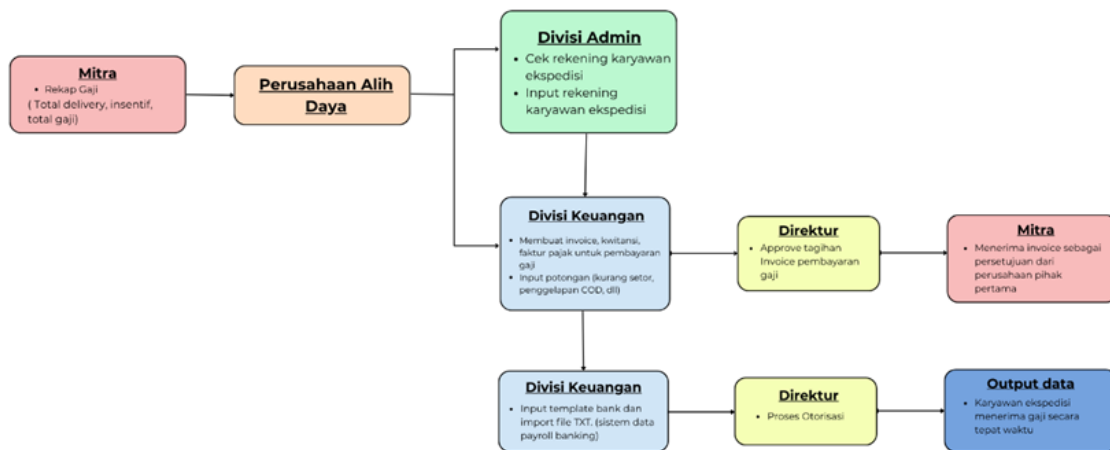 Mitra
• Rekap Gaji
( Total delivery, insentif,
total gaji)
Perusahaan Alih
Daya
Divisi Admin
• Cek rekening karyawan
ekspedisi
• Input rekening
karyawan ekspedisi
Divisi Keuangan
• Membuat invoice, kwitansi,
faktur pajak untuk pembayaran
gaji
• Input potongan (kurang setor,
penggelapan COD, dll)
Direktur
• Approve tagihan
Invoice pembayaran
gaji
Mitra
• Menerima invoice sebagai
persetujuan dari
perusahaan pihak
pertama
Divisi Keuangan
• Input template bank dan
import file TXT. (sistem data
payroll banking)
Direktur
• Proses Otorisasi
Output data
• Karyawan ekspedisi
menerima gaji secara
tepat waktu